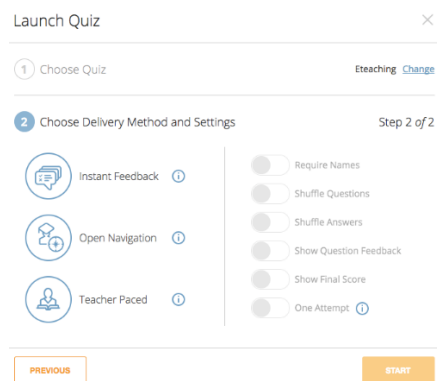 Launch Quiz
1 Choose Quiz Eteaching Change
2 Choose Delivery Method and Settings Step 2 of 2
Instant Feedback
Open Navigation
Teacher Paced
Require Names
Shuffle Questions
Shuffle Answers
Show Question Feedback
Show Final Score
One Attempt
PREVIOUS START